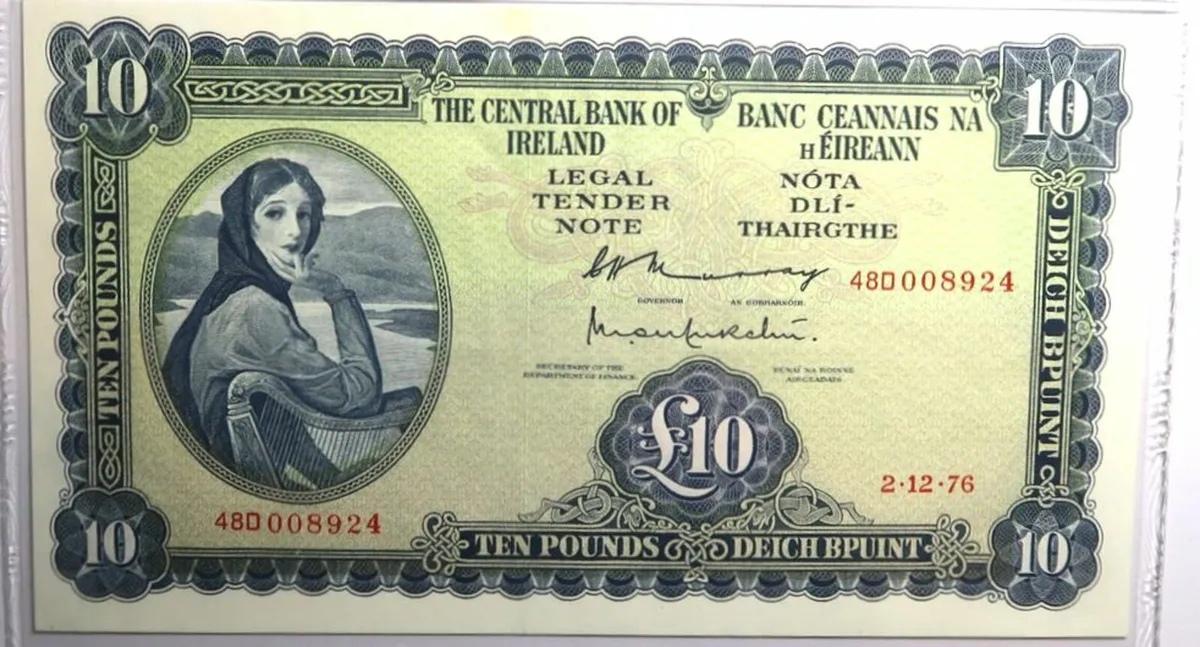 10
10
THE CENTRAL BANK OF
IRELAND
BANC CEANNAIS NA
hÉIREANN
LEGAL
TENDER
NOTE
NÓTA
DLÍ-
THAIRGTHE
TEN POUNDS
DEICH BPUINT
48D 008924
GOVERNOR
AN GOBHARNÓIR
SECRETARY OF THE
DEPARTMENT OF FINANCE
RÚNAÍ NA ROINNE
AIRGEADAIS
£10
2·12·76
48D 008924
10
TEN POUNDS
DEICH BPUINT
10